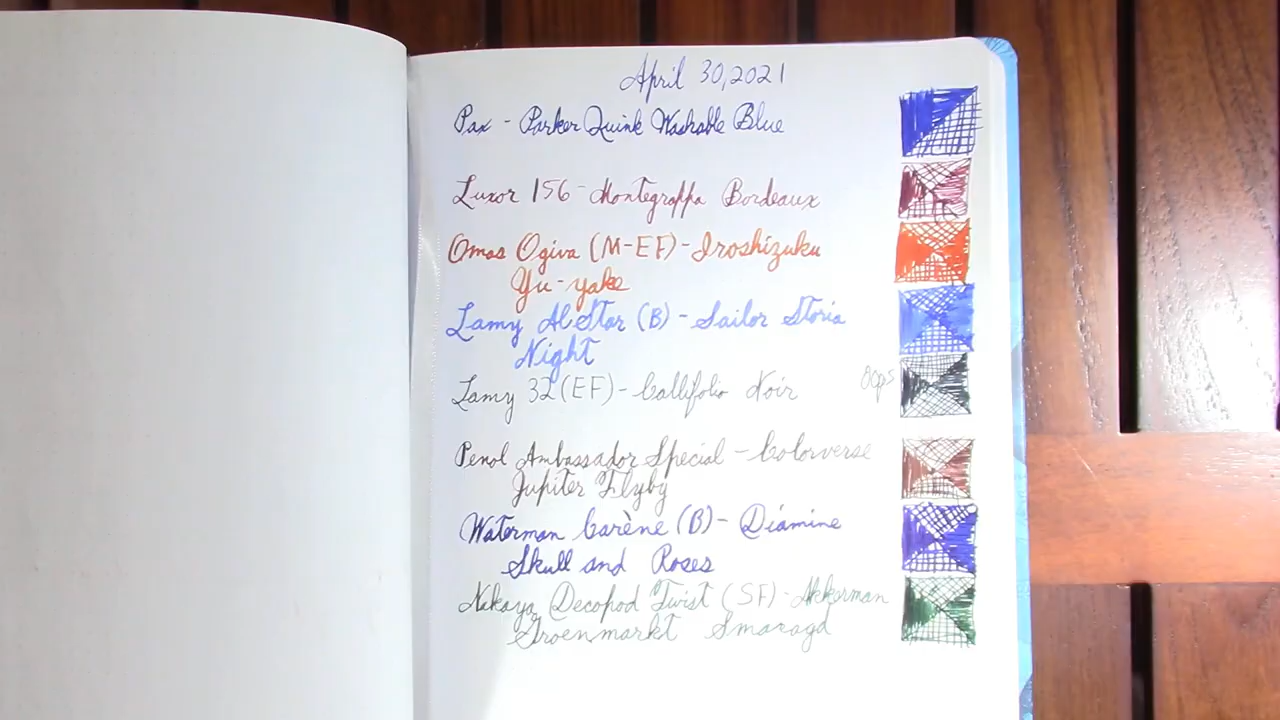 April 30, 2021
Pax - Parker Quink Washable Blue
Luxor 156 - Montegrappa Bordeaux
Omas Ogiva (M-EF) - Iroshizuku
Yu-yake
Lamy Al Star (B) - Sailor Storia
Night
Lamy 32 (EF) - Callifolio Noir Oops
Penol Ambassador Special - Colorverse
Jupiter Flyby
Waterman Carène (B) - Diamine
Skull and Roses
Nakaya Decopod Twist (SF) - Akkerman
Groenmarkt Smaragd